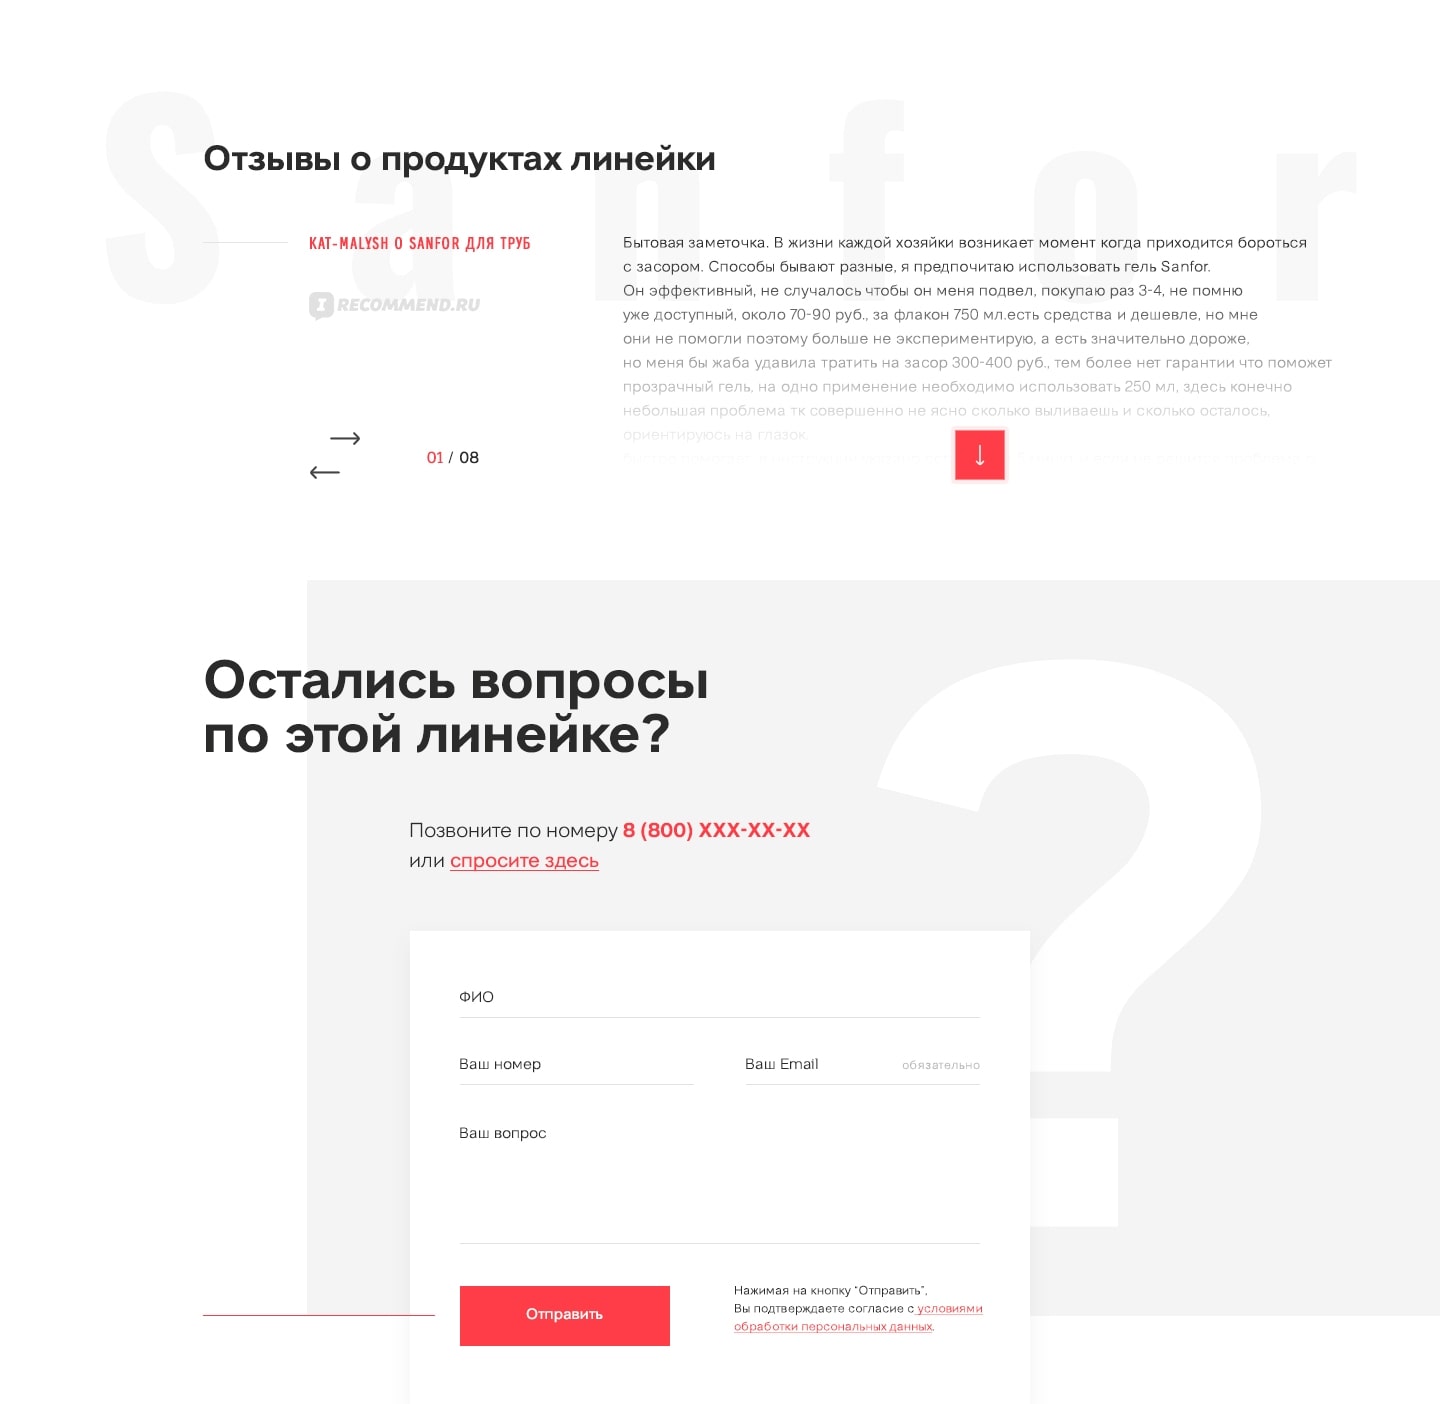 Sanfor
Отзывы о продуктах линейки
KAT-MALYSH О SANFOR ДЛЯ ТРУБ
I RECOMMEND.RU
Бытовая заметочка. В жизни каждой хозяйки возникает момент когда приходится бороться
с засором. Способы бывают разные, я предпочитаю использовать гель Sanfor.
Он эффективный, не случалось чтобы он меня подвел, покупаю раз 3-4, не помню
уже доступный, около 70-90 руб., за флакон 750 мл.есть средства и дешевле, но мне
они не помогли поэтому больше не экспериментирую, а есть значительно дороже,
но меня бы жаба удавила тратить на засор 300-400 руб., тем более нет гарантии что поможет
прозрачный гель, на одно применение необходимо использовать 250 мл, здесь конечно
небольшая проблема тк совершенно не ясно сколько выливаешь и сколько осталось,
ориентируюсь на глазок.
01 / 08
Остались вопросы
по этой линейке?
?
Позвоните по номеру 8 (800) XXX-XX-XX
или спросите здесь
ФИО
Ваш номер
Ваш Email обязательно
Ваш вопрос
Отправить
Нажимая на кнопку “Отправить”,
Вы подтверждаете согласие с условиями
обработки персональных данных.